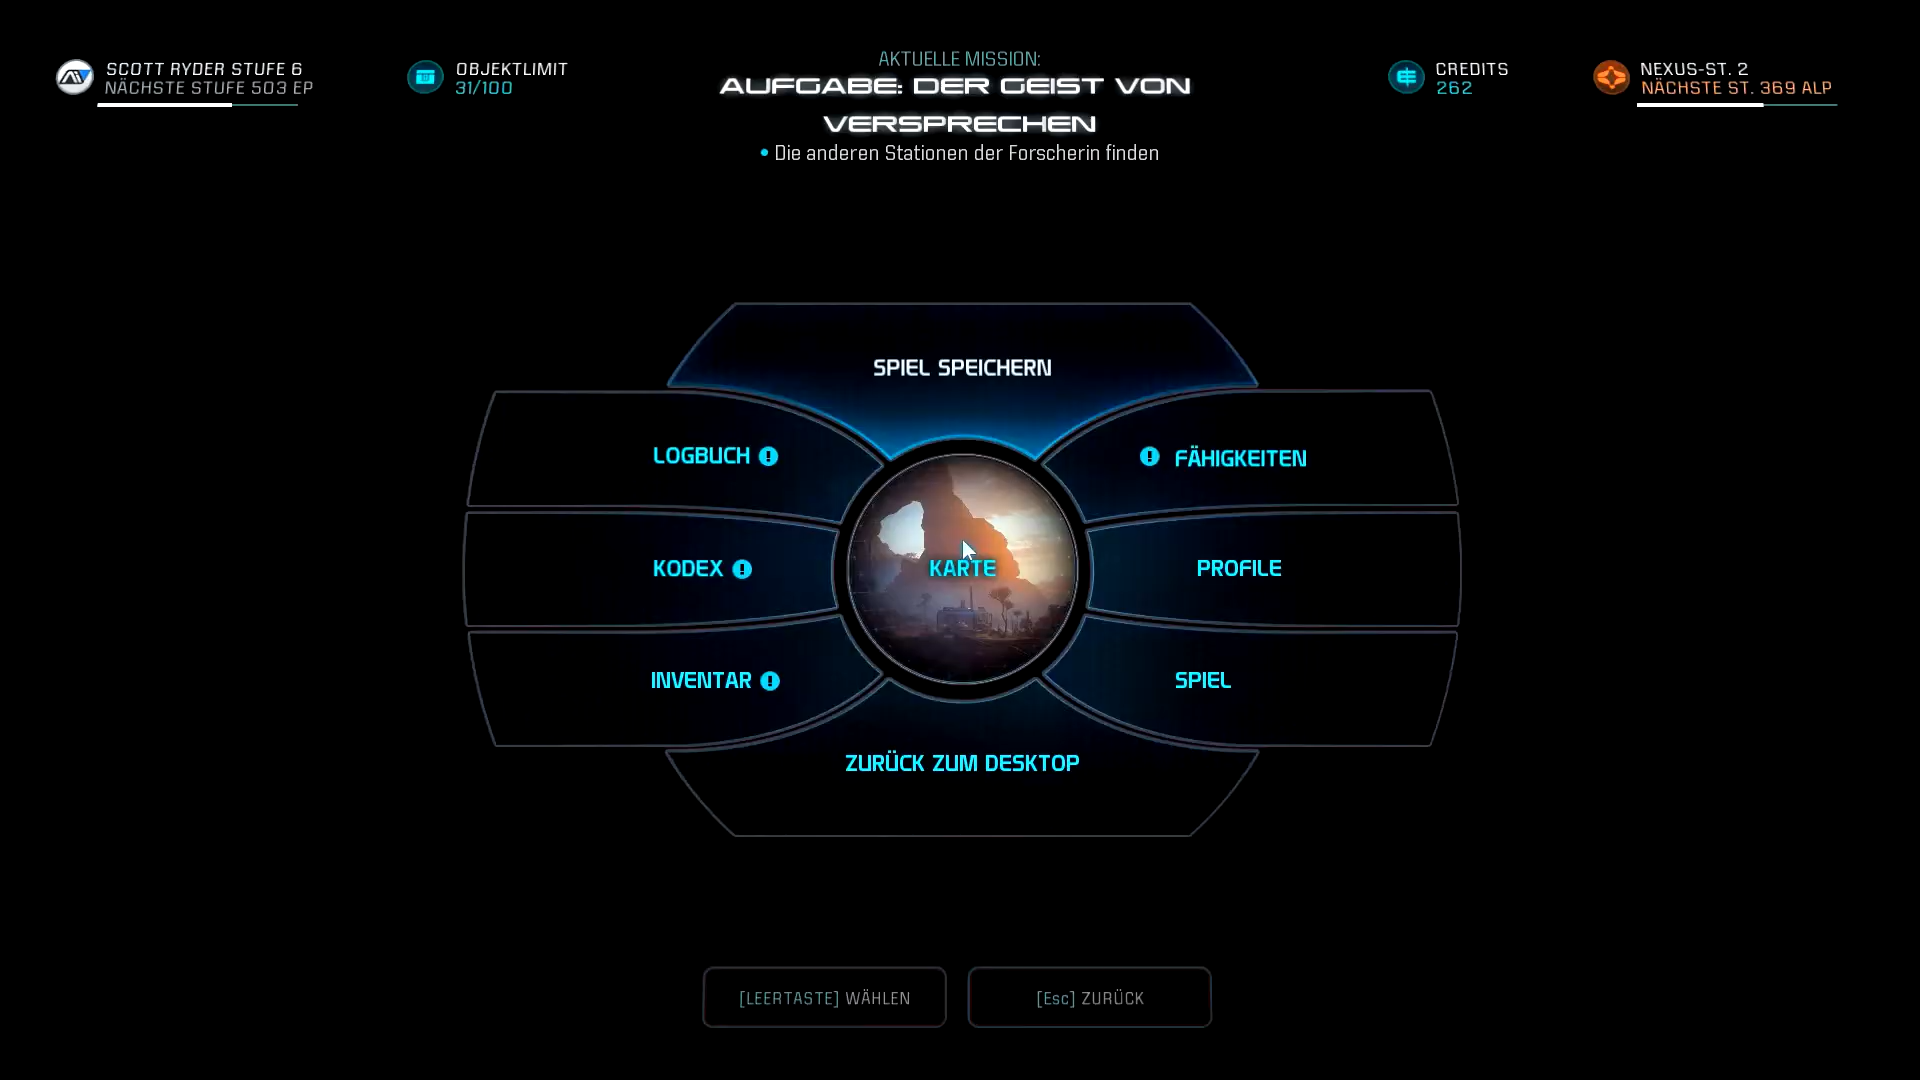 SCOTT RYDER STUFE 6
NÄCHSTE STUFE 503 EP
OBJEKTLIMIT
31/100
AKTUELLE MISSION:
AUFGABE: DER GEIST VON
VERSPRECHEN
• Die anderen Stationen der Forscherin finden
CREDITS
262
NEXUS-ST. 2
NÄCHSTE ST. 369 ALP
SPIEL SPEICHERN
LOGBUCH
FÄHIGKEITEN
KODEX
KARTE
PROFILE
INVENTAR
SPIEL
ZURÜCK ZUM DESKTOP
[LEERTASTE] WÄHLEN
[Esc] ZURÜCK